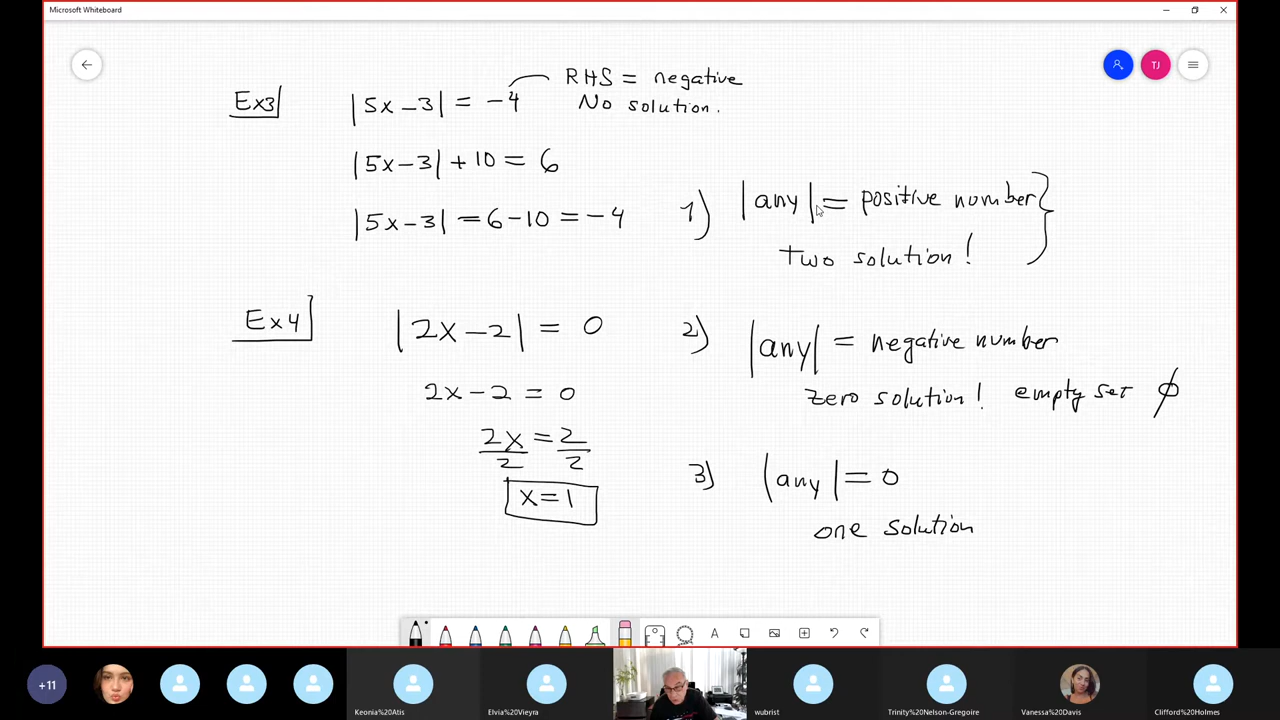 Microsoft Whiteboard
TJ
Ex3
|5x-3| = -4
RHS = negative
No solution.
|5x-3| + 10 = 6
|5x-3| = 6-10 = -4
1) |any| = positive number
two solution!
Ex4
|2x-2| = 0
2x-2 = 0
2x/2 = 2/2
x=1
2) |any| = negative number
zero solution! empty set ∅
3) |any| = 0
one solution
A
+11
Keonia%20Atis
Elvia%20Vieyra
wubrist
Trinity%20Nelson-Gregoire
Vanessa%20Davis
Clifford%20Holmes